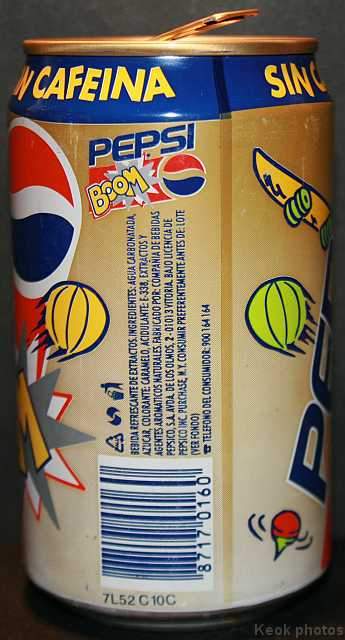 N CAFEINA
SIN C
PEPSI
BOOM
BEBIDA REFRESCANTE DE EXTRACTOS. INGREDIENTES: AGUA CARBONATADA,
AZUCAR, COLORANTE: CARAMELO, ACIDULANTE: E-338, EXTRACTOS Y
AGENTES AROMATICOS NATURALES. FABRICADO POR: COMPAÑIA DE BEBIDAS
PEPSICO, S.A. AVDA. DE LOS OLMOS, 2 - 01013 VITORIA, BAJO LICENCIA DE
PEPSICO INC. PURCHASE, N.Y. CONSUMIR PREFERENTEMENTE ANTES DE: LOTE
VER FONDO
TELEFONO DEL CONSUMIDOR: 900 164 164
8717 0160
7L52 C 10C
M
PE
Keok photos